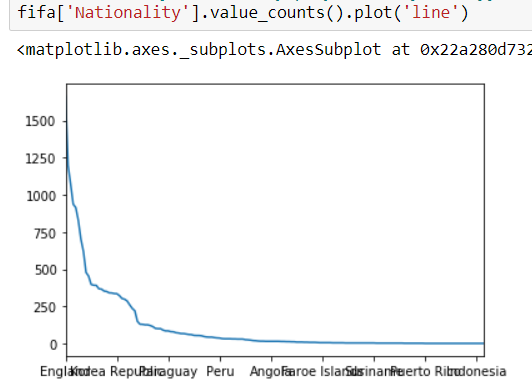 fifa['Nationality'].value_counts().plot('line')
<matplotlib.axes._subplots.AxesSubplot at 0x22a280d732
1500
1250
1000
750
500
250
0
England Korea Republic Paraguay Peru Angola Faroe Islands Suriname Puerto Rico Indonesia